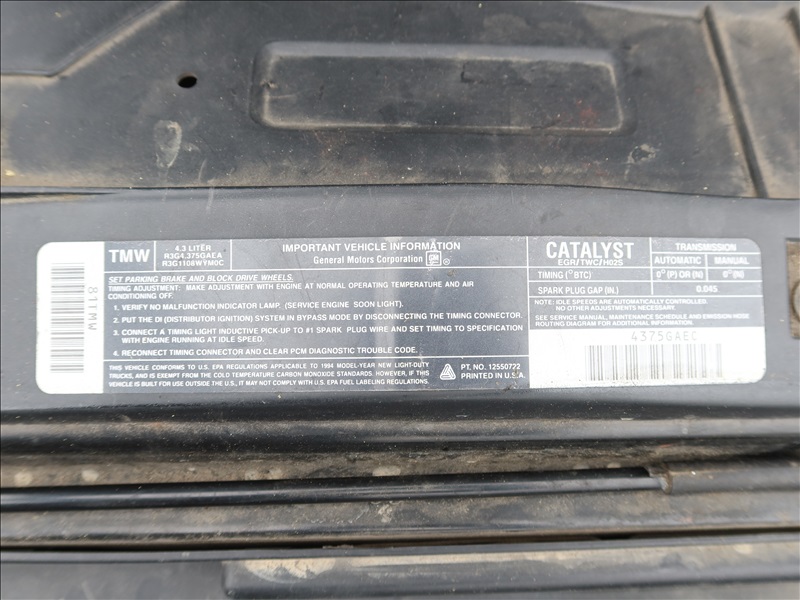 81TMW
TMW
4.3 LITER
R3G4.375GAEA
R3G1108WYM0C
IMPORTANT VEHICLE INFORMATION
General Motors Corporation GM
SET PARKING BRAKE AND BLOCK DRIVE WHEELS.
TIMING ADJUSTMENT: MAKE ADJUSTMENT WITH ENGINE AT NORMAL OPERATING TEMPERATURE AND AIR
CONDITIONING (IF EQUIPPED) OFF.
1. VERIFY NO MALFUNCTION INDICATOR LAMP. (SERVICE ENGINE SOON LIGHT).
2. PUT THE DI (DISTRIBUTOR IGNITION) SYSTEM IN BYPASS MODE BY DISCONNECTING THE TIMING CONNECTOR.
3. CONNECT A TIMING LIGHT INDUCTIVE PICK-UP TO #1 SPARK PLUG WIRE AND SET TIMING TO SPECIFICATION
WITH ENGINE RUNNING AT IDLE SPEED.
4. RECONNECT TIMING CONNECTOR AND CLEAR PCM DIAGNOSTIC TROUBLE CODE.
THIS VEHICLE CONFORMS TO U.S. EPA REGULATIONS APPLICABLE TO 1994 MODEL-YEAR NEW LIGHT-DUTY
TRUCKS, AND IS EXEMPT FROM THE COLD TEMPERATURE CARBON MONOXIDE STANDARDS. HOWEVER, IF THIS
VEHICLE IS BUILT FOR SALE OUTSIDE U.S., IT IS EXEMPT FROM U.S. EPA FUEL LABELING REGULATIONS.
PT. NO. 12550722
PRINTED IN U.S.A.
CATALYST
EGR/TWC/HO2S
AUTOMATIC
MANUAL
TIMING (°BTC)
0° (P) OR (N)
0° (N)
SPARK PLUG GAP (IN.)
0.045
NOTE: IDLE SPEEDS ARE AUTOMATICALLY CONTROLLED.
NO OTHER ADJUSTMENTS NECESSARY.
SEE SERVICE MANUAL, MAINTENANCE SCHEDULE AND EMISSION HOSE
ROUTING DIAGRAM FOR ADDITIONAL INFORMATION.
4375GAEC